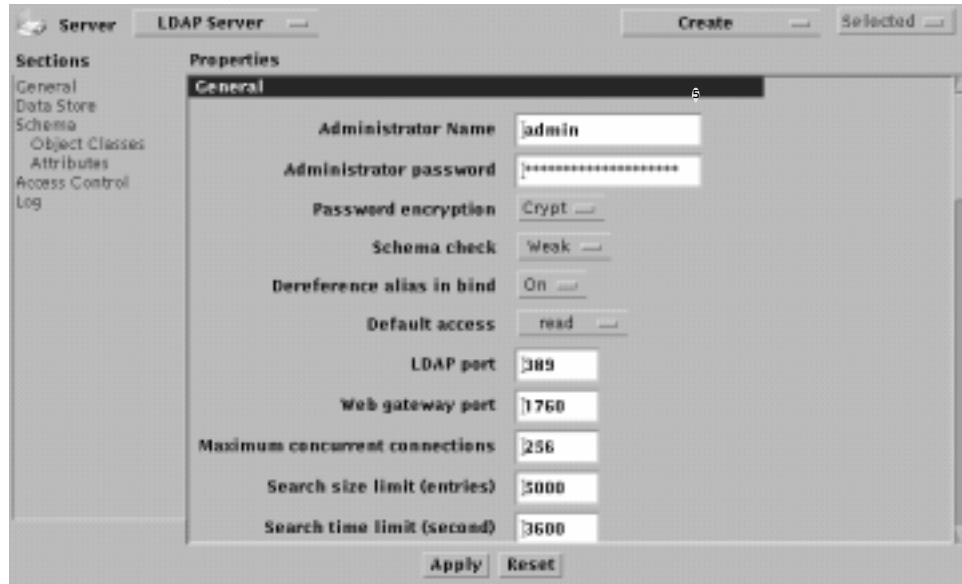 Server LDAP Server Create Selected
Sections
General
Data Store
Schema
Object Classes
Attributes
Access Control
Log
Properties
General
Administrator Name admin
Administrator password ********************
Password encryption Crypt
Schema check Weak
Dereference alias in bind On
Default access read
LDAP port 389
Web gateway port 1760
Maximum concurrent connections 256
Search size limit (entries) 5000
Search time limit (second) 3600
Apply Reset